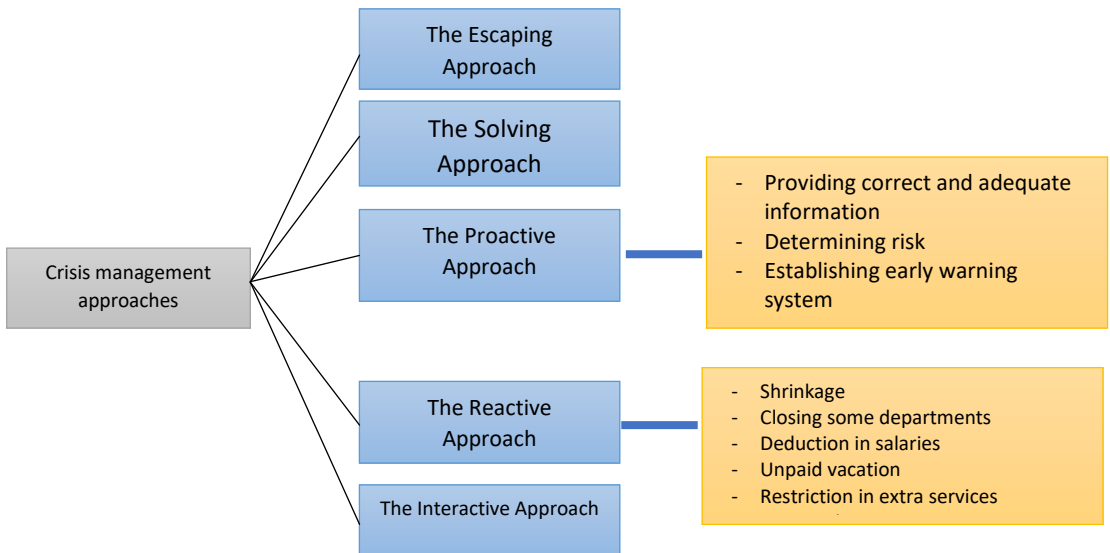 The Escaping
Approach
The Solving
Approach
- Providing correct and adequate
information
- Determining risk
- Establishing early warning
system
The Proactive
Approach
Crisis management
approaches
The Reactive
Approach
- Shrinkage
- Closing some departments
- Deduction in salaries
- Unpaid vacation
- Restriction in extra services
The Interactive Approach